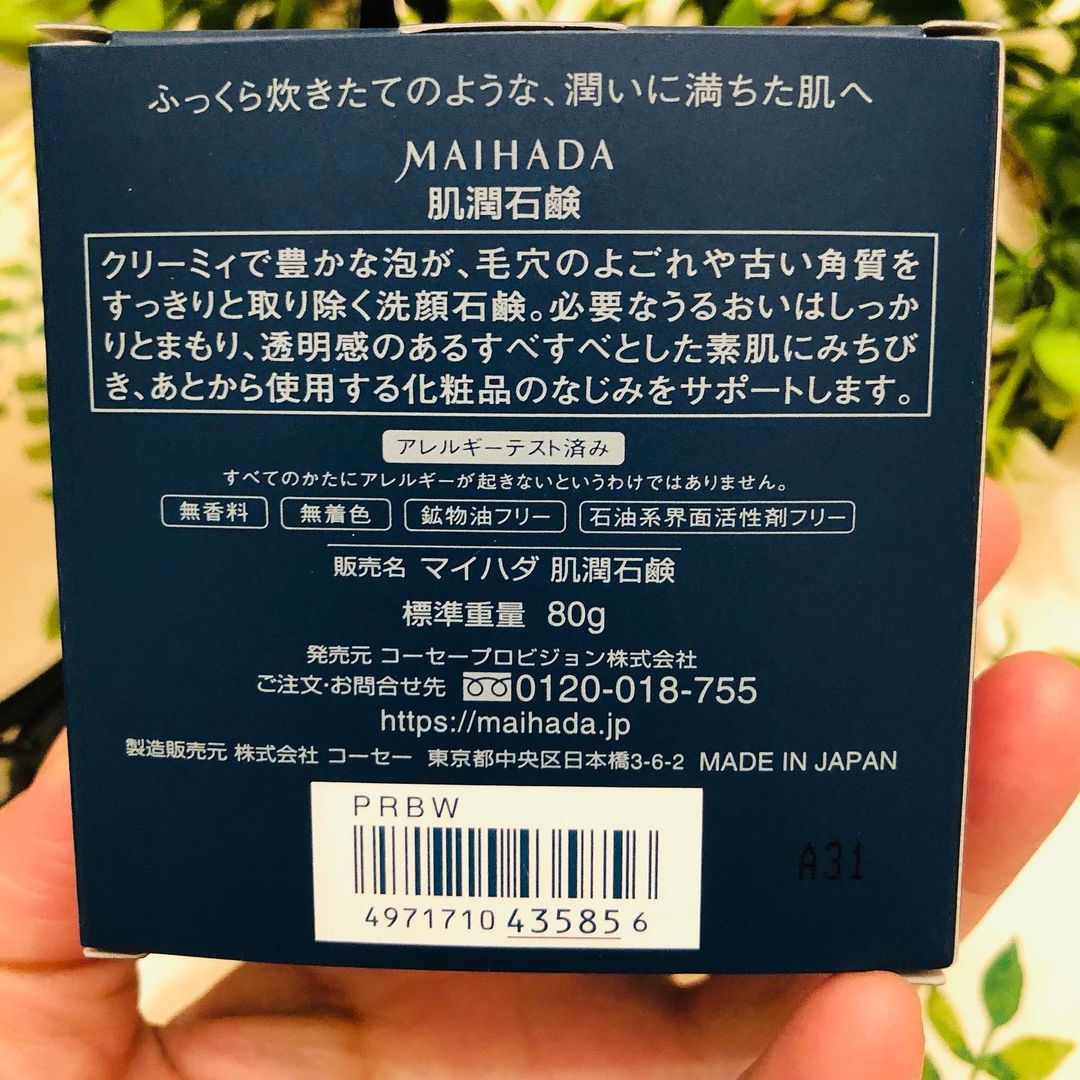 ふっくら炊きたてのような、潤いに満ちた肌へ
MAIHADA
肌潤石鹸
クリーミィで豊かな泡が、毛穴のよごれや古い角質を
すっきりと取り除く洗顔石鹸。必要なうるおいはしっか
りとまもり、透明感のあるすべすべとした素肌にみちび
き、あとから使用する化粧品のなじみをサポートします。
アレルギーテスト済み
すべてのかたにアレルギーが起きないというわけではありません。
無香料 無着色 鉱物油フリー 石油系界面活性剤フリー
販売名 マイハダ 肌潤石鹸
標準重量 80g
発売元 コーセープロビジョン株式会社
ご注文・お問合せ先 0120-018-755
https://maihada.jp
製造販売元 株式会社 コーセー 東京都中央区日本橋3-6-2 MADE IN JAPAN
PRBW
4971710 435856
A31